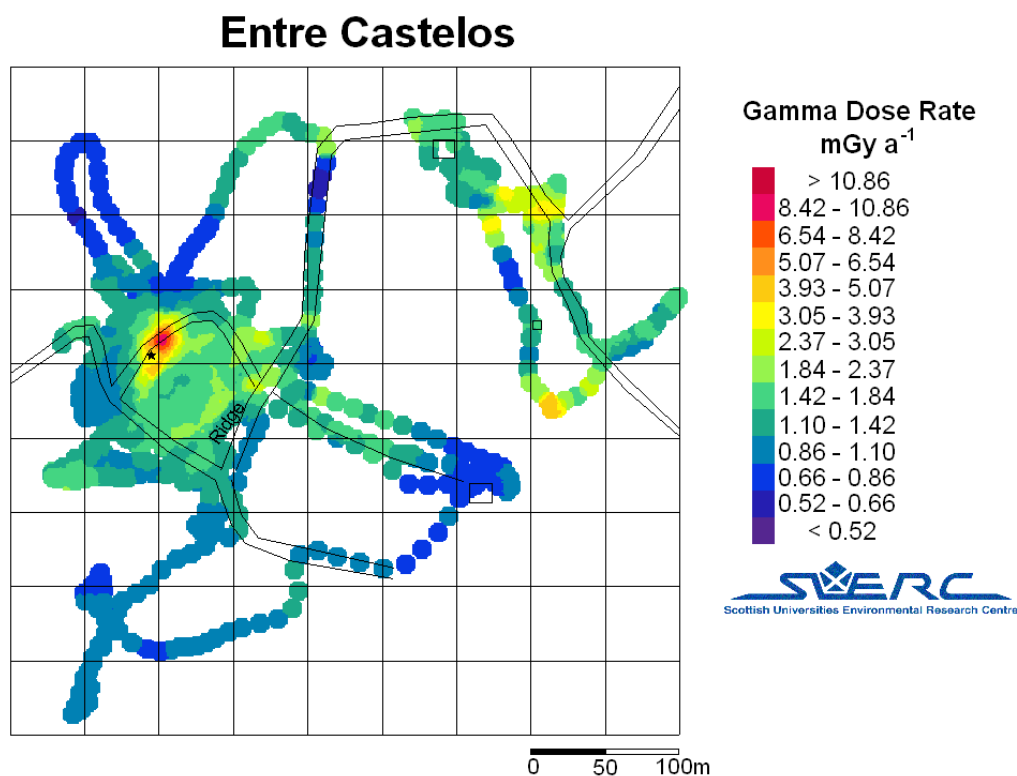 Entre Castelos
Gamma Dose Rate
mGy a⁻¹
> 10.86
8.42 - 10.86
6.54 - 8.42
5.07 - 6.54
3.93 - 5.07
3.05 - 3.93
2.37 - 3.05
1.84 - 2.37
1.42 - 1.84
1.10 - 1.42
0.86 - 1.10
0.66 - 0.86
0.52 - 0.66
< 0.52
Ridge
SUERC
Scottish Universities Environmental Research Centre
0 50 100m